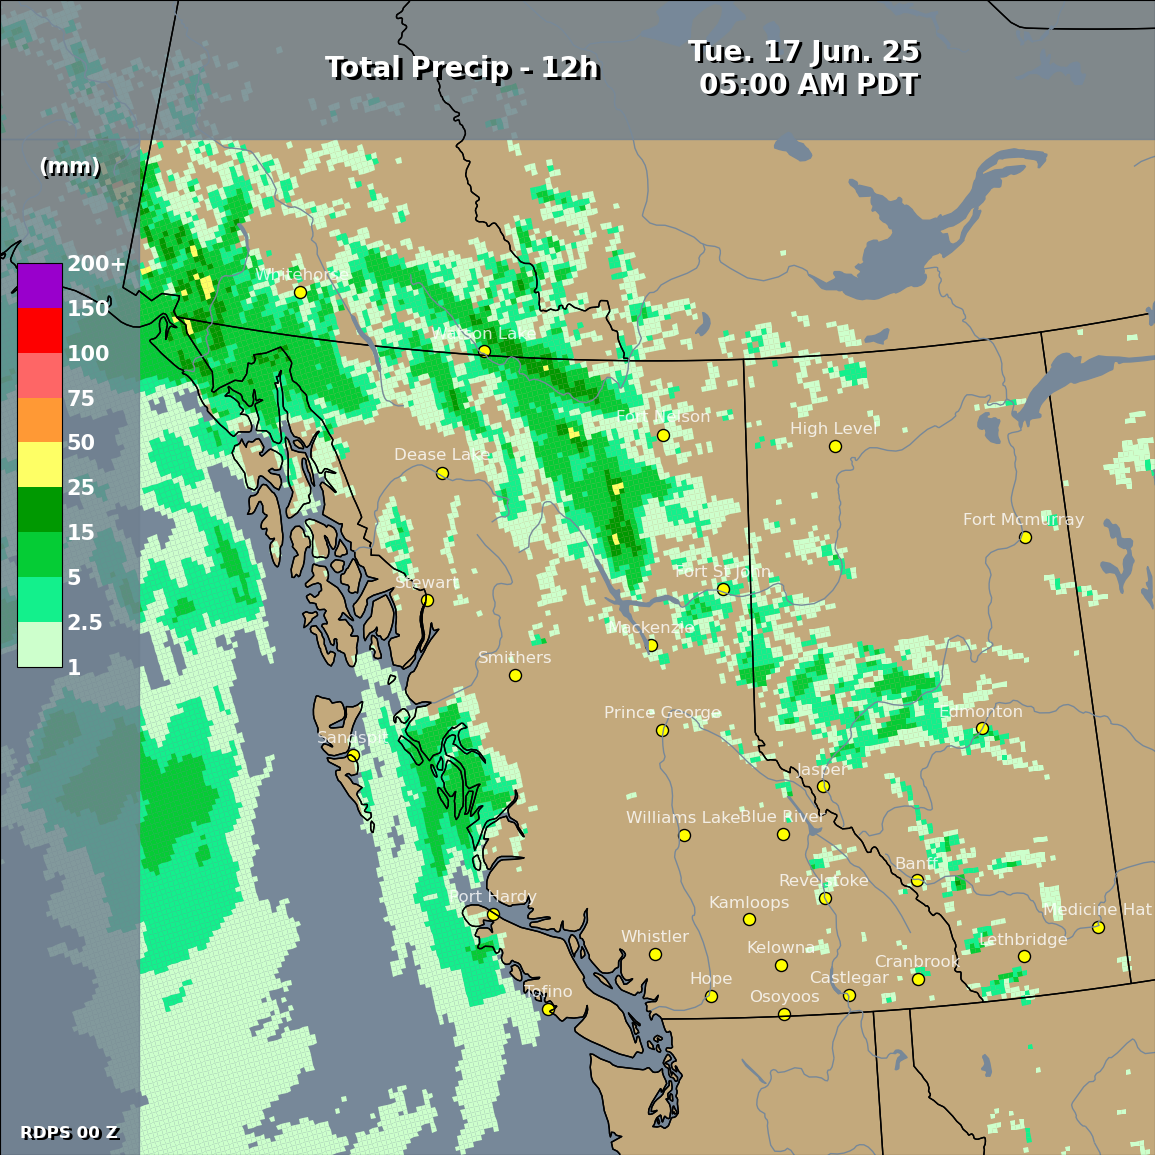 Total Precip - 12h
Tue. 17 Jun. 25
05:00 AM PDT
(mm)
200+
150
100
75
50
25
15
5
2.5
1
Whitehorse
Watson Lake
Fort Nelson
High Level
Dease Lake
Fort Mcmurray
Fort St John
Stewart
Mackenzie
Smithers
Prince George
Edmonton
Sandspit
Jasper
Williams Lake
Blue River
Banff
Revelstoke
Port Hardy
Kamloops
Medicine Hat
Whistler
Kelowna
Lethbridge
Cranbrook
Hope
Castlegar
Tofino
Osoyoos
RDPS 00 Z